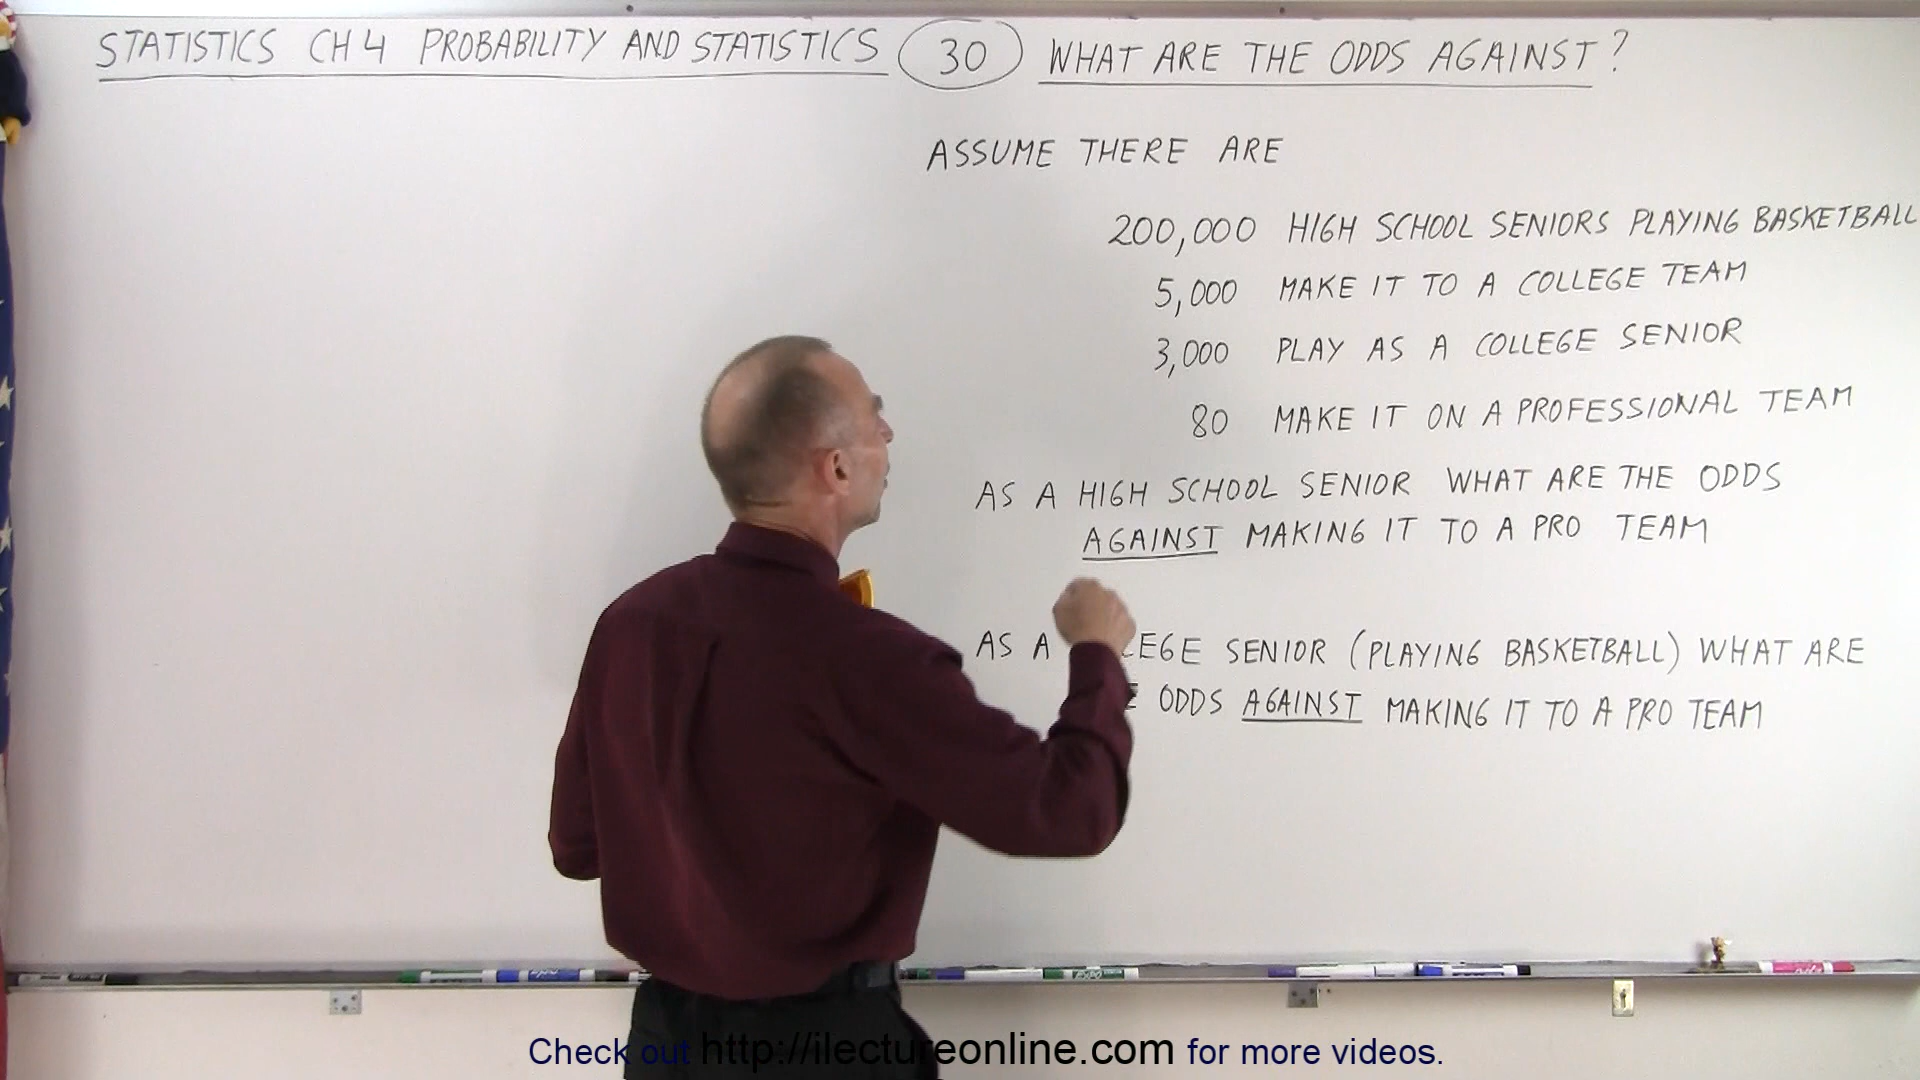 STATISTICS CH 4 PROBABILITY AND STATISTICS 30 WHAT ARE THE ODDS AGAINST?
ASSUME THERE ARE
200,000 HIGH SCHOOL SENIORS PLAYING BASKETBALL
5,000 MAKE IT TO A COLLEGE TEAM
3,000 PLAY AS A COLLEGE SENIOR
80 MAKE IT ON A PROFESSIONAL TEAM
AS A HIGH SCHOOL SENIOR WHAT ARE THE ODDS
AGAINST MAKING IT TO A PRO TEAM
AS A LEGE SENIOR (PLAYING BASKETBALL) WHAT ARE
E ODDS AGAINST MAKING IT TO A PRO TEAM
Check out http://ilectureonline.com for more videos.